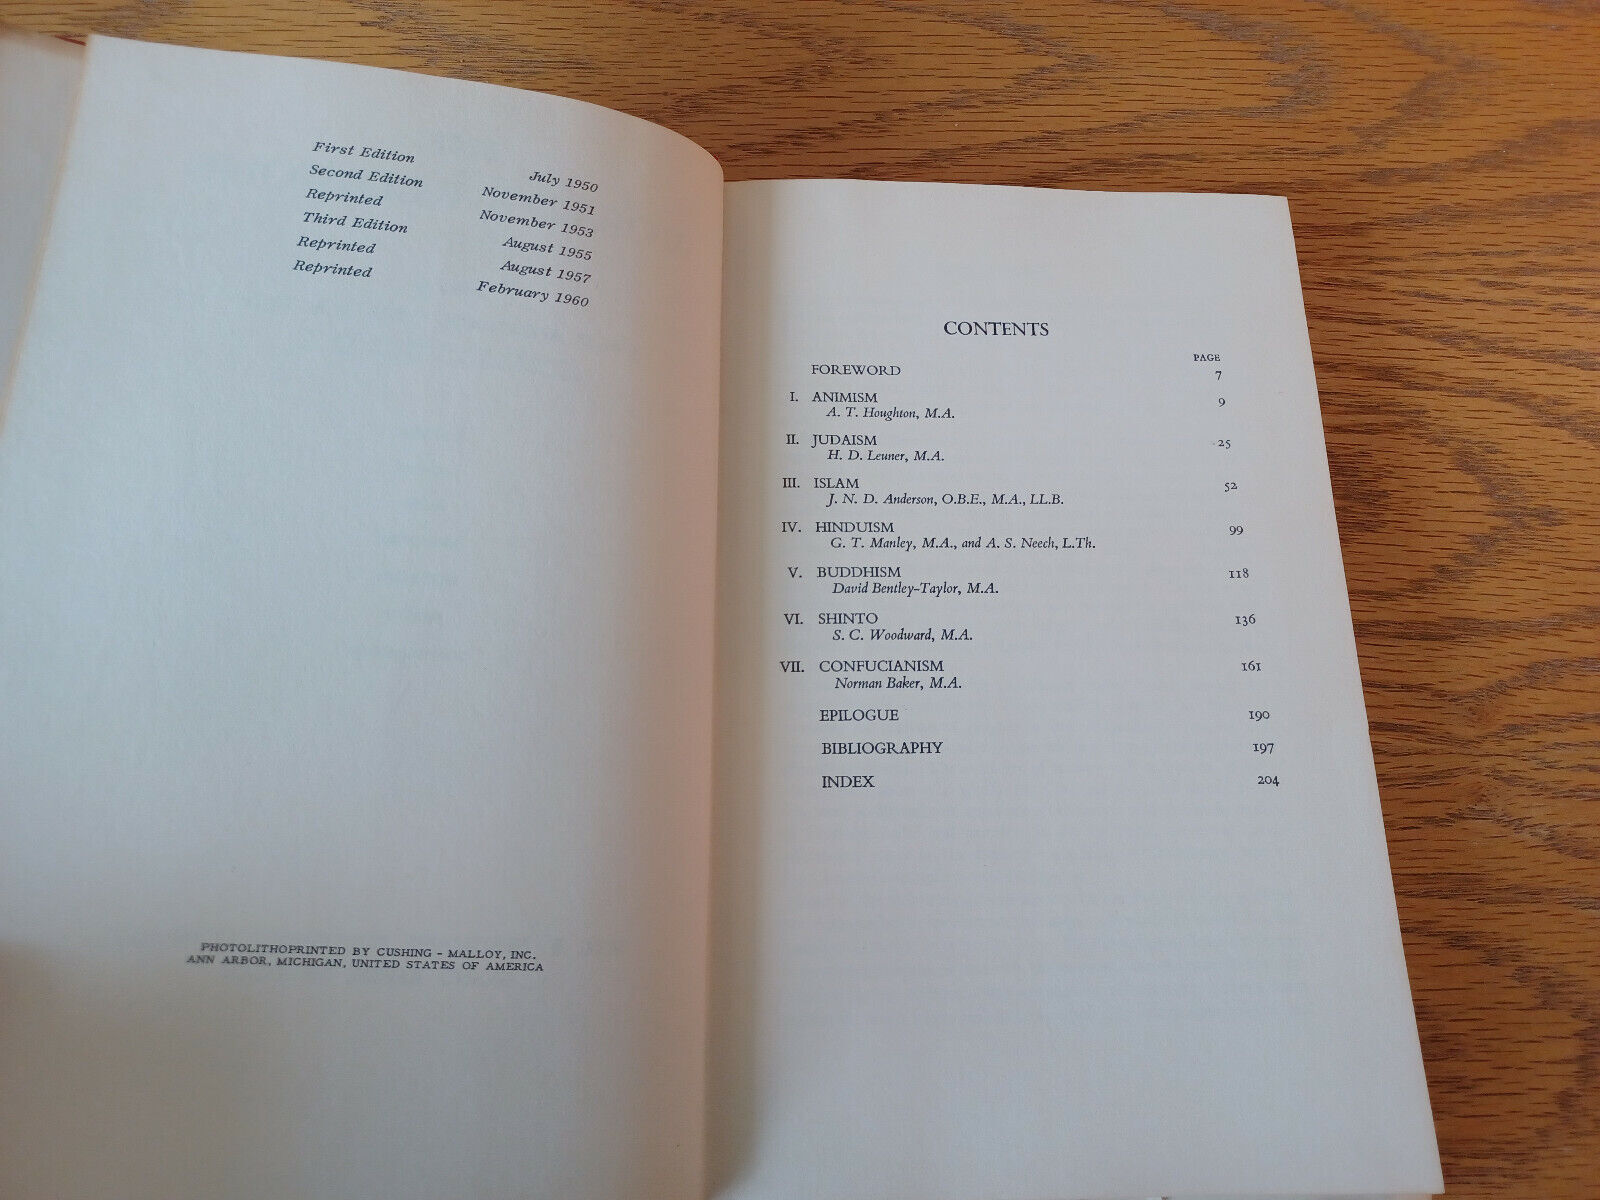 First Edition July 1950
Second Edition November 1951
Reprinted November 1953
Third Edition August 1955
Reprinted August 1957
Reprinted February 1960
PHOTOLITHOPRINTED BY CUSHING - MALLOY, INC.
ANN ARBOR, MICHIGAN, UNITED STATES OF AMERICA
CONTENTS
PAGE
FOREWORD 7
I. ANIMISM 9
A. T. Houghton, M.A.
II. JUDAISM 25
H. D. Leuner, M.A.
III. ISLAM 52
J. N. D. Anderson, O.B.E., M.A., LL.B.
IV. HINDUISM 99
G. T. Manley, M.A., and A. S. Neech, L.Th.
V. BUDDHISM 118
David Bentley-Taylor, M.A.
VI. SHINTO 136
S. C. Woodward, M.A.
VII. CONFUCIANISM 161
Norman Baker, M.A.
EPILOGUE 190
BIBLIOGRAPHY 197
INDEX 204